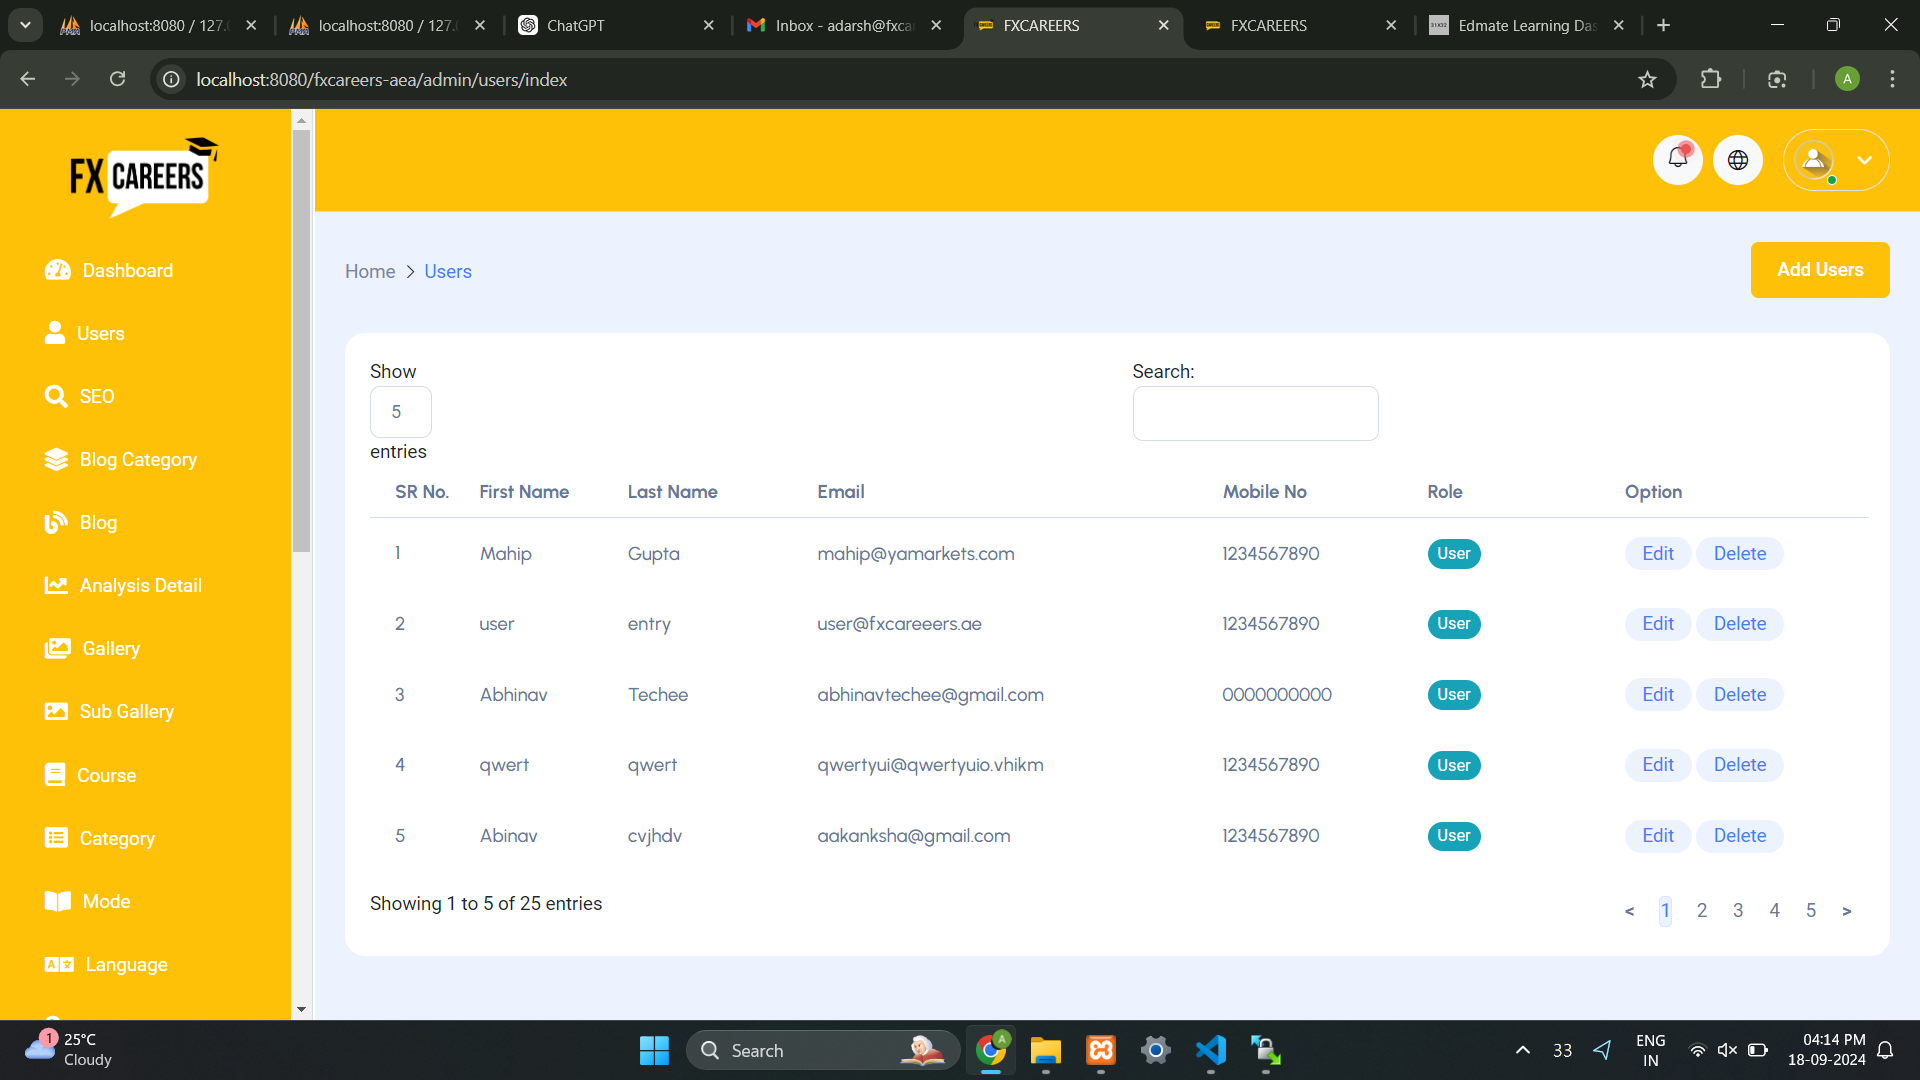 localhost:8080 / 127.
localhost:8080 / 127.
ChatGPT
Inbox - adarsh@fxcar
FXCAREERS
FXCAREERS
Edmate Learning Das
localhost:8080/fxcareers-aea/admin/users/index
A
FX CAREERS
Dashboard
Users
SEO
Blog Category
Blog
Analysis Detail
Gallery
Sub Gallery
Course
Category
Mode
Language
Home > Users
Add Users
Show
5
entries
Search:
SR No. First Name Last Name Email Mobile No Role Option
1 Mahip Gupta mahip@yamarkets.com 1234567890 User Edit Delete
2 user entry user@fxcareeers.ae 1234567890 User Edit Delete
3 Abhinav Techee abhinavtechee@gmail.com 0000000000 User Edit Delete
4 qwert qwert qwertyui@qwertyuio.vhikm 1234567890 User Edit Delete
5 Abinav cvjhdv aakanksha@gmail.com 1234567890 User Edit Delete
Showing 1 to 5 of 25 entries
< 1 2 3 4 5 >
1
25°C
Cloudy
Search
A
33
ENG
IN
04:14 PM
18-09-2024